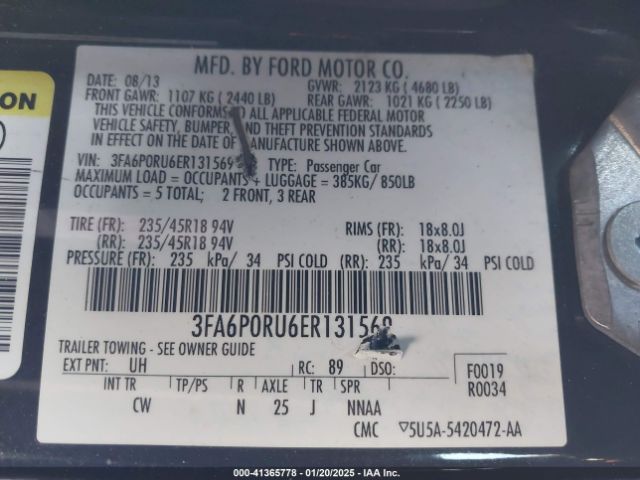 ON
MFD. BY FORD MOTOR CO.
DATE: 08/13 GVWR: 2123 KG ( 4680 LB)
FRONT GAWR: 1107 KG ( 2440 LB) REAR GAWR: 1021 KG ( 2250 LB)
THIS VEHICLE CONFORMS TO ALL APPLICABLE FEDERAL MOTOR
VEHICLE SAFETY, BUMPER, AND THEFT PREVENTION STANDARDS
IN EFFECT ON THE DATE OF MANUFACTURE SHOWN ABOVE.
VIN: 3FA6P0RU6ER131569 TYPE: Passenger Car
MAXIMUM LOAD = OCCUPANTS + LUGGAGE = 385KG/ 850LB
OCCUPANTS = 5 TOTAL; 2 FRONT, 3 REAR
TIRE (FR): 235/45R18 94V RIMS (FR): 18x8.0J
(RR): 235/45R18 94V (RR): 18x8.0J
PRESSURE (FR): 235 kPa/ 34 PSI COLD (RR): 235 kPa/ 34 PSI COLD
3FA6P0RU6ER131569
TRAILER TOWING - SEE OWNER GUIDE
EXT PNT: UH RC: 89 DSO: F0019
R0034
INT TR TP/PS R AXLE TR SPR
CW N 25 J NNAA
CMC ▽5U5A-5420472-AA
000-41365778 - 01/20/2025 - IAA Inc.